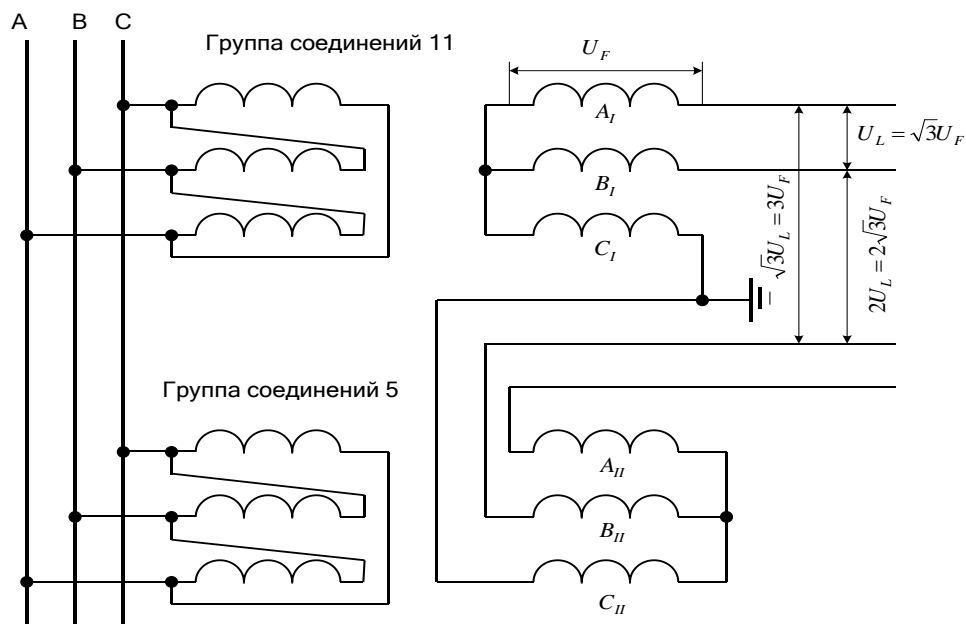 A B C
Группа соединений 11
U_F
A_I
U_L = √3U_F
B_I
C_I
√3U_L = 3U_F
2U_L = 2√3U_F
Группа соединений 5
A_II
B_II
C_II